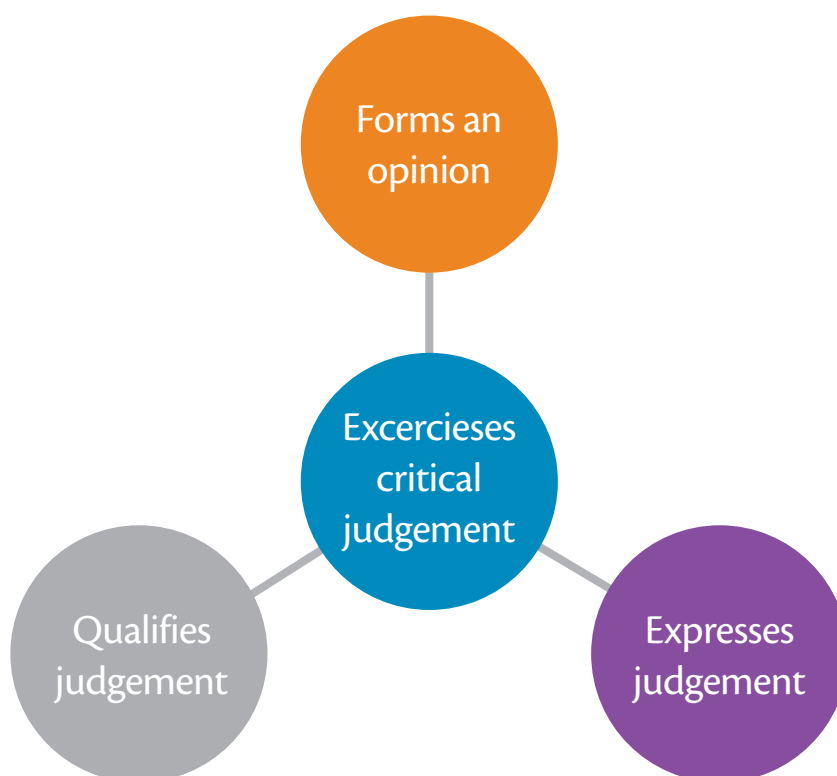 Forms an
opinion
Excercieses
critical
judgement
Qualifies
judgement
Expresses
judgement